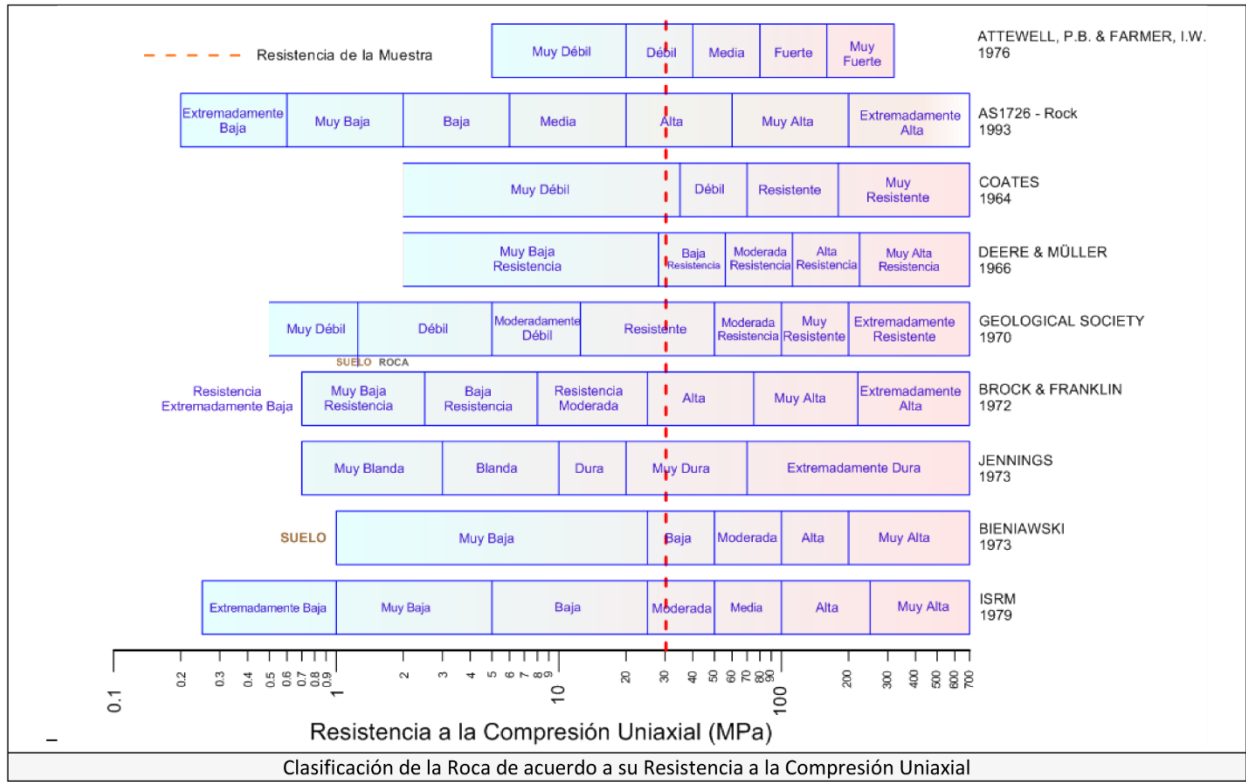 Resistencia de la Muestra
Muy Débil Débil Media Fuerte Muy
Fuerte
ATTEWELL, P.B. & FARMER, I.W.
1976
Extremadamente
Baja
Muy Baja Baja Media Alta Muy Alta Extremadamente
Alta
AS1726 - Rock
1993
Muy Débil Débil Resistente Muy
Resistente
COATES
1964
Muy Baja
Resistencia
Baja
Resistencia
Moderada
Resistencia
Alta
Resistencia
Muy Alta
Resistencia
DEERE & MÜLLER
1966
Muy Débil Débil Moderadamente
Débil
Resistente
Moderada
Resistencia
Muy
Resistente
Extremadamente
Resistente
GEOLOGICAL SOCIETY
1970
SUELO ROCA
Resistencia
Extremadamente Baja
Muy Baja
Resistencia
Baja
Resistencia
Resistencia
Moderada
Alta Muy Alta Extremadamente
Alta
BROCK & FRANKLIN
1972
Muy Blanda Blanda Dura Muy Dura Extremadamente Dura
JENNINGS
1973
SUELO Muy Baja Baja Moderada Alta Muy Alta
BIENIAWSKI
1973
Extremadamente Baja Muy Baja Baja Moderada Media Alta Muy Alta
ISRM
1979
0.1 0.2 0.3 0.4 0.5 0.6 0.7 0.8 0.9 1 2 3 4 5 6 7 8 9 10 20 30 40 50 60 70 80 90 100 200 300 400 500 600 700
Resistencia a la Compresión Uniaxial (MPa)
Clasificación de la Roca de acuerdo a su Resistencia a la Compresión Uniaxial